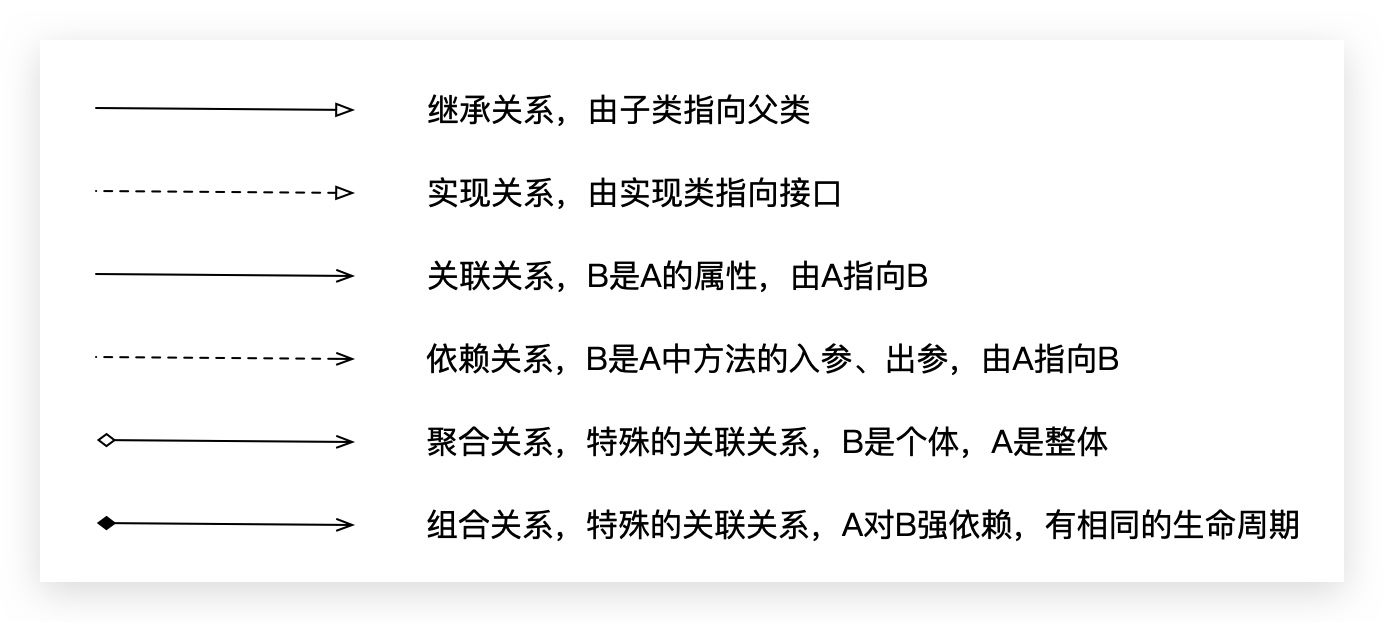 继承关系，由子类指向父类
实现关系，由实现类指向接口
关联关系，B是A的属性，由A指向B
依赖关系，B是A中方法的入参、出参，由A指向B
聚合关系，特殊的关联关系，B是个体，A是整体
组合关系，特殊的关联关系，A对B强依赖，有相同的生命周期